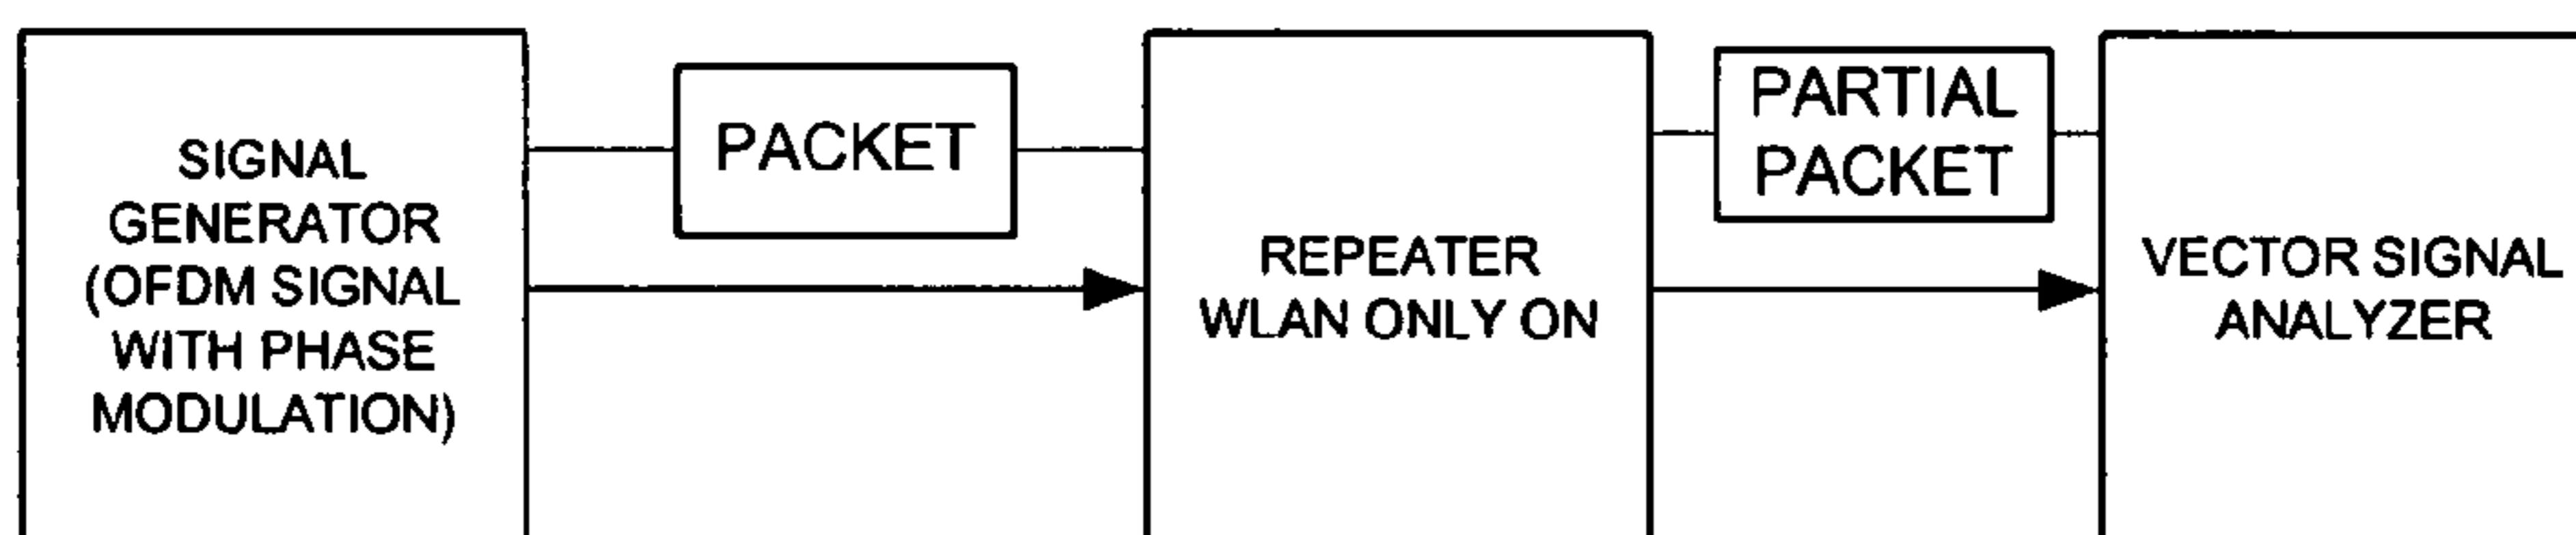 SIGNAL
GENERATOR
(OFDM SIGNAL
WITH PHASE
MODULATION)
PACKET
REPEATER
WLAN ONLY ON
PARTIAL
PACKET
VECTOR SIGNAL
ANALYZER